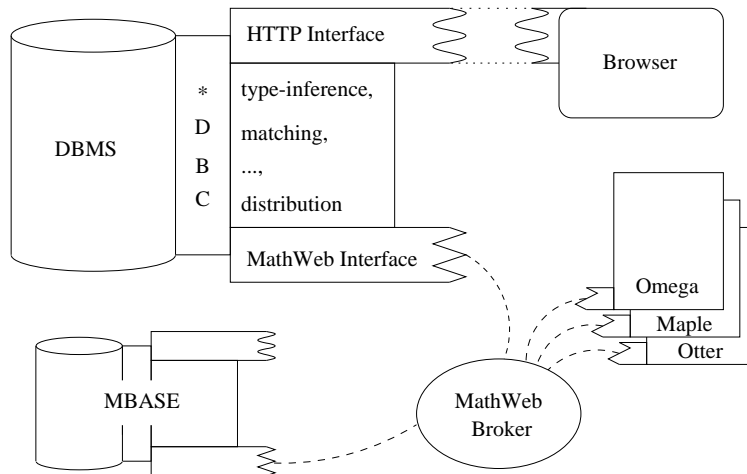 HTTP Interface
Browser
DBMS
*
D
B
C
type-inference,
matching,
...,
distribution
MathWeb Interface
Omega
Maple
Otter
MBASE
MathWeb
Broker